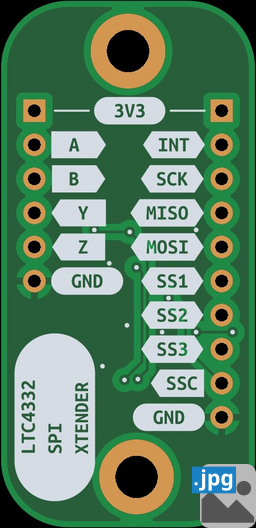 3V3
A INT
B SCK
Y MISO
Z MOSI
GND SS1
SS2
SS3
SSC
GND
LTC4332
SPI
XTENDER
.jpg